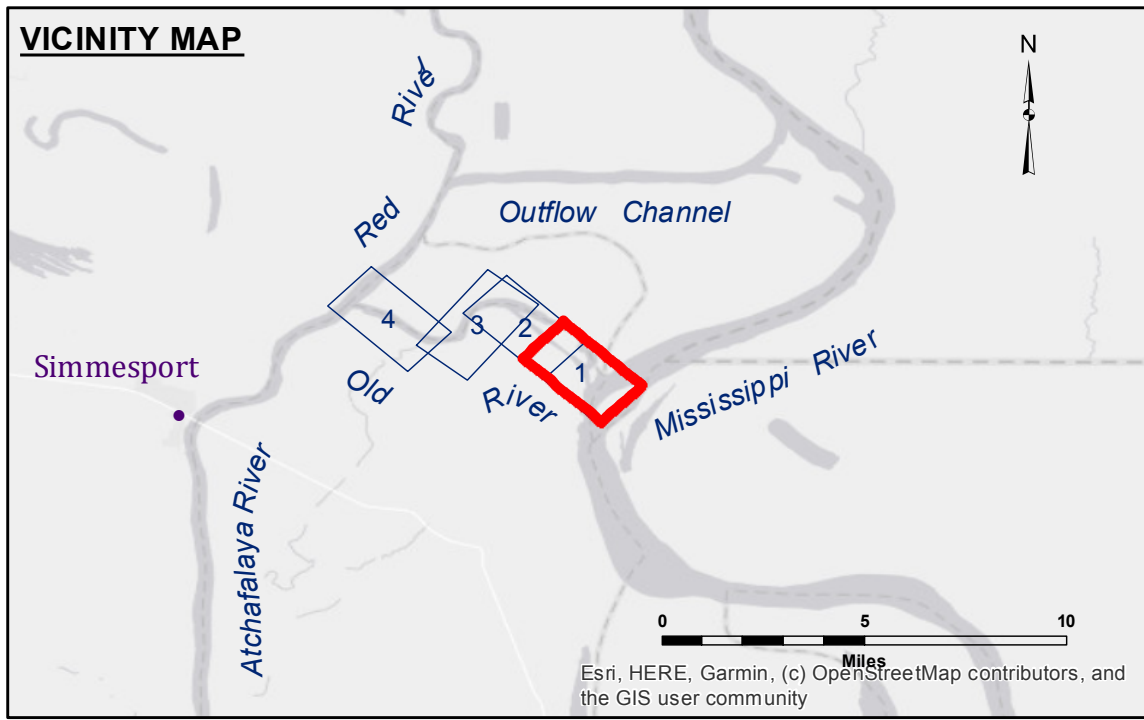 VICINITY MAP
N
River
Red
Outflow Channel
4
3
2
1
Simmesport
Old
River
Mississippi River
Atchafalaya River
0
5
10
Miles
Esri, HERE, Garmin, (c) OpenStreetMap contributors, and
the GIS user community